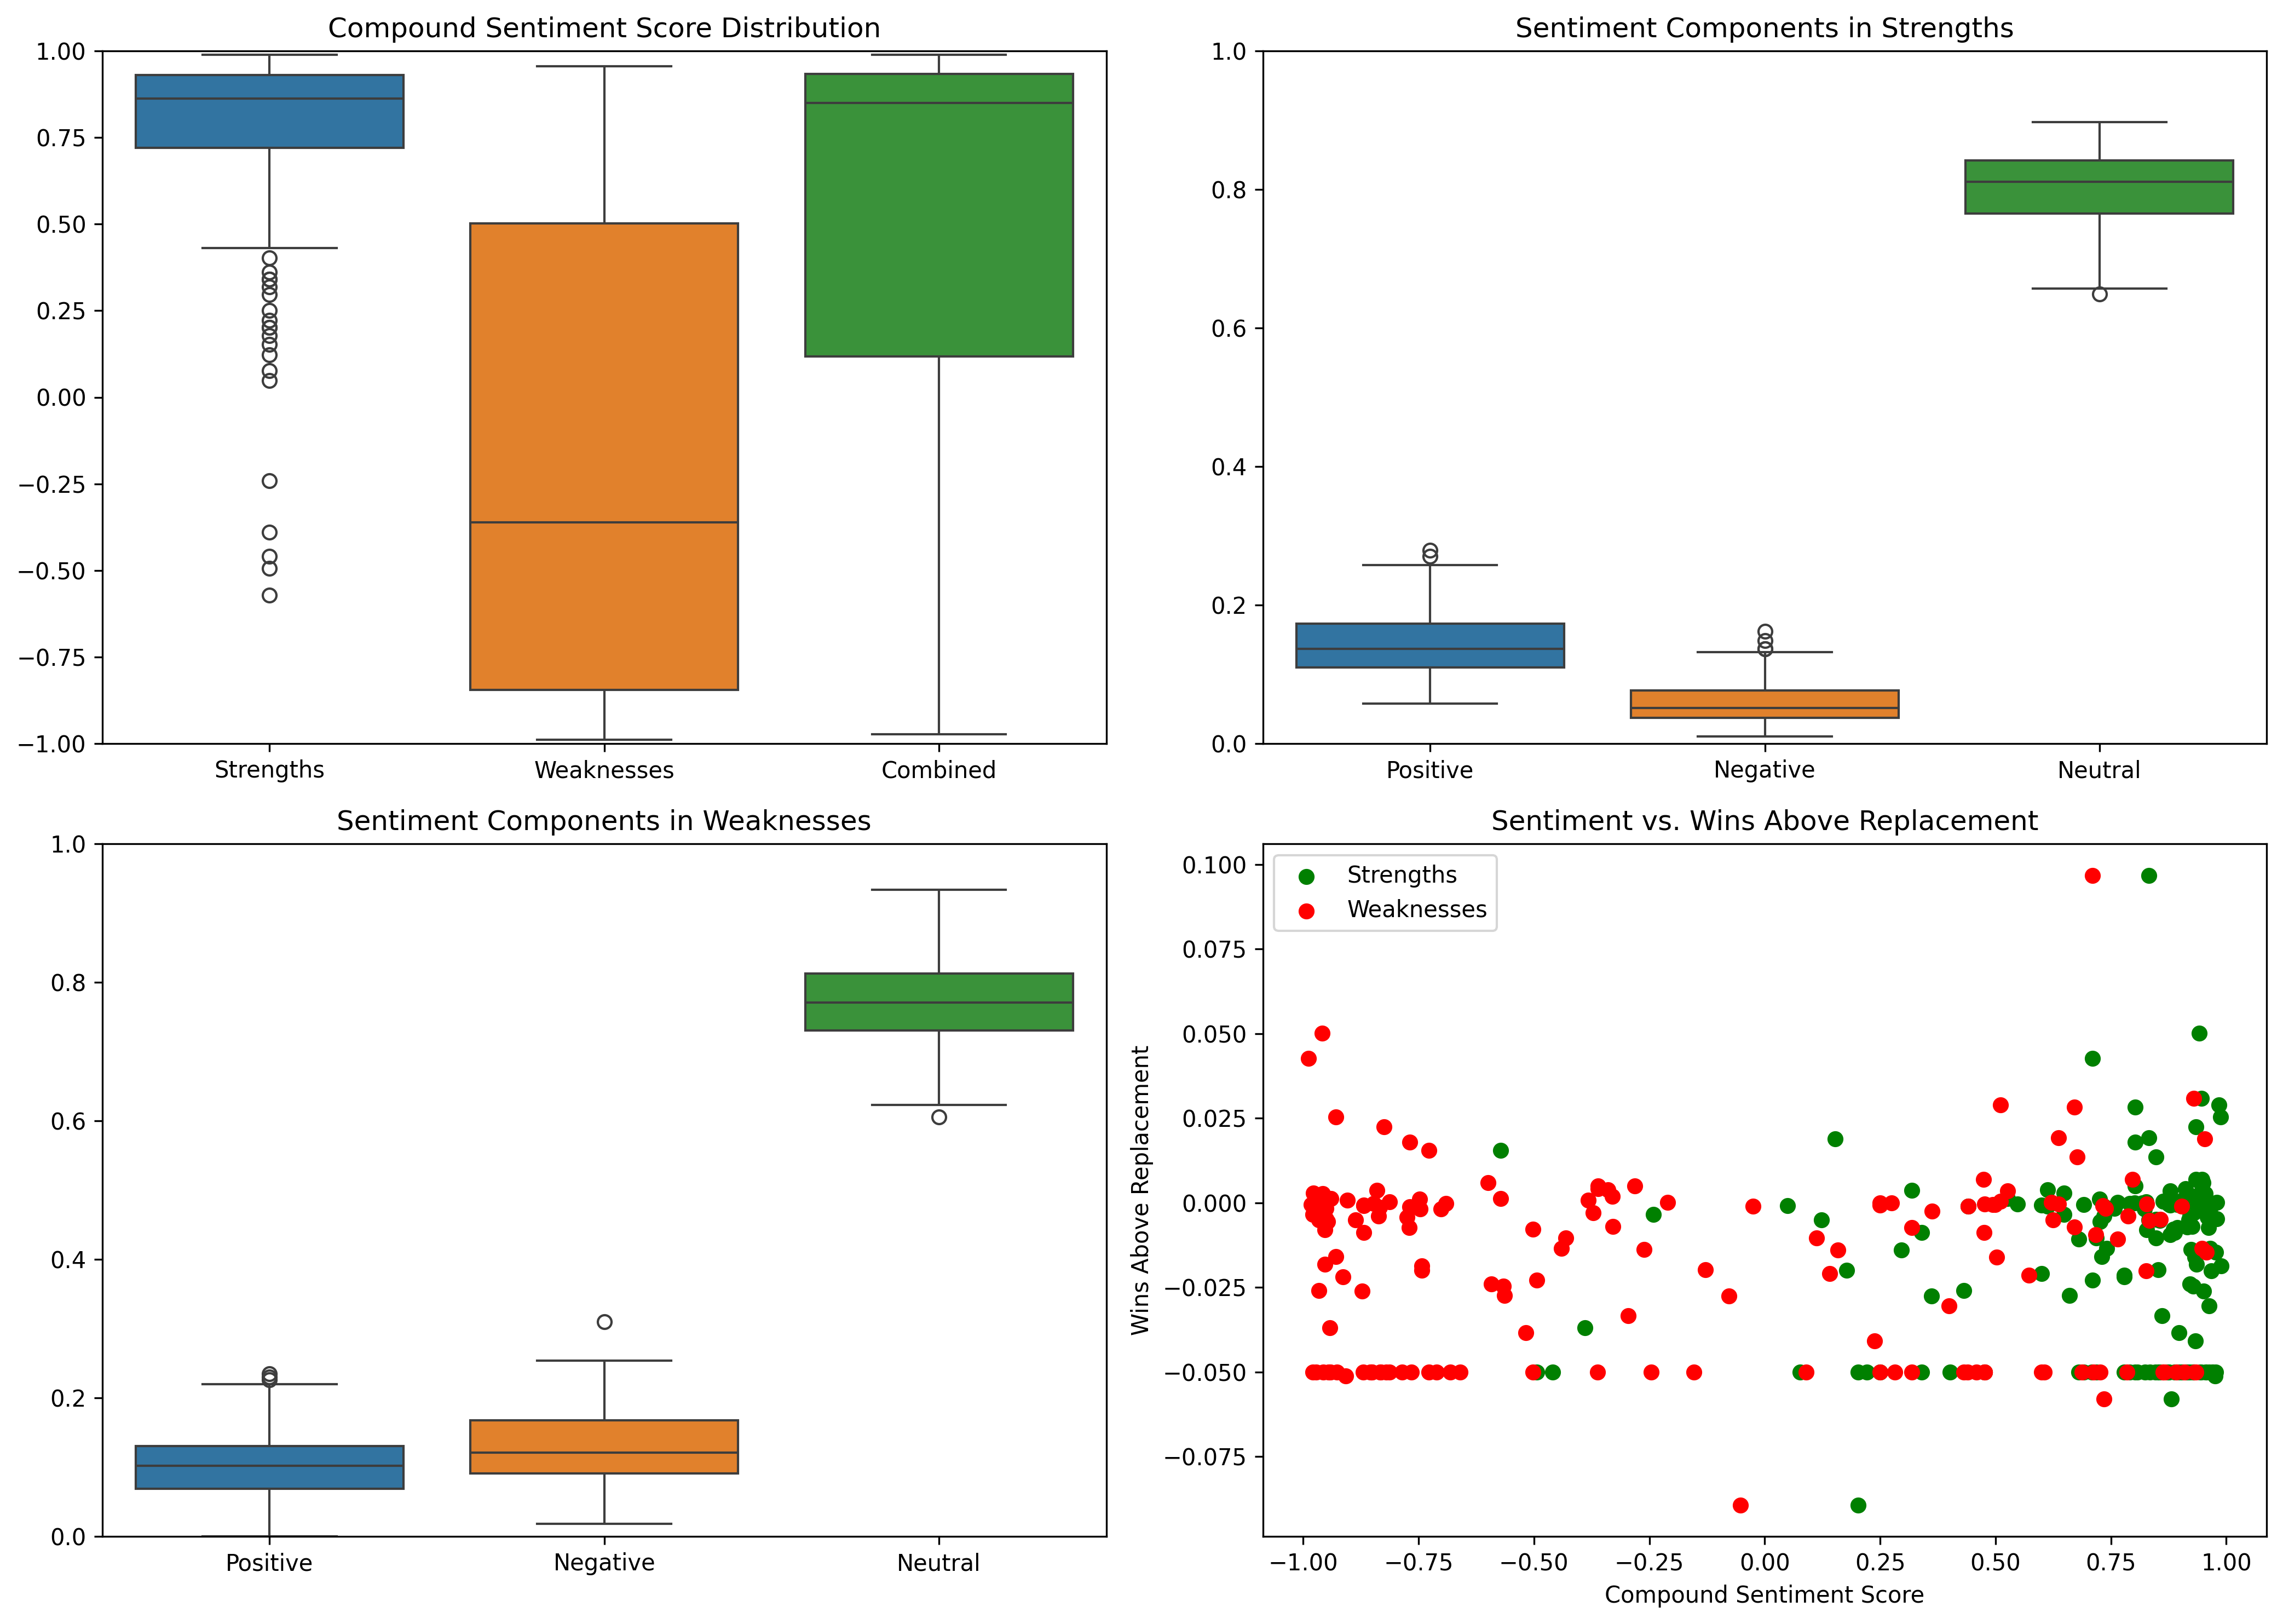 Compound Sentiment Score Distribution
1.00
0.75
0.50
0.25
0.00
−0.25
−0.50
−0.75
−1.00
Strengths
Weaknesses
Combined
Sentiment Components in Strengths
1.0
0.8
0.6
0.4
0.2
0.0
Positive
Negative
Neutral
Sentiment Components in Weaknesses
1.0
0.8
0.6
0.4
0.2
0.0
Positive
Negative
Neutral
Sentiment vs. Wins Above Replacement
Strengths
Weaknesses
Wins Above Replacement
0.100
0.075
0.050
0.025
0.000
−0.025
−0.050
−0.075
−1.00
−0.75
−0.50
−0.25
0.00
0.25
0.50
0.75
1.00
Compound Sentiment Score